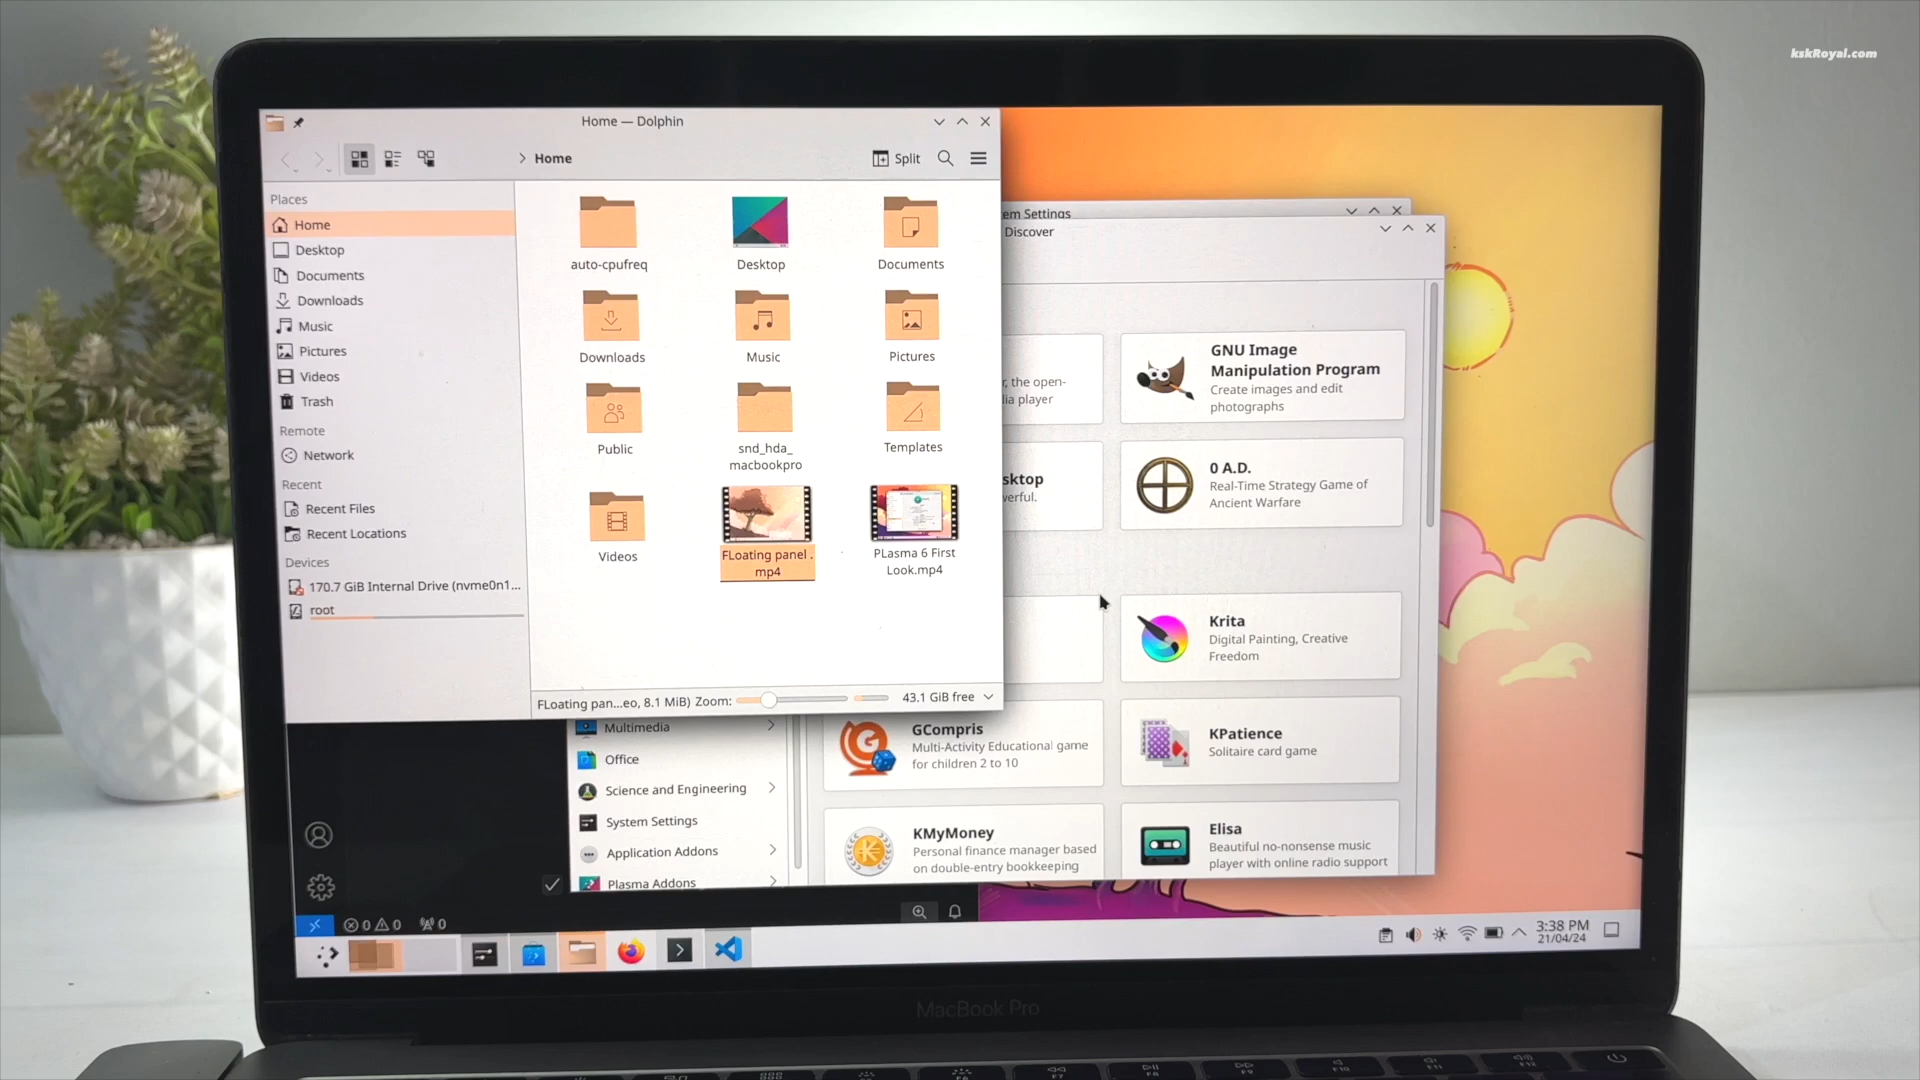 kskRoyal.com
Home — Dolphin
Home
Split
Places
Home
Desktop
Documents
Downloads
Music
Pictures
Videos
Trash
Remote
Network
Recent
Recent Files
Recent Locations
Devices
170.7 GiB Internal Drive (nvme0n1...
root
auto-cpufreq
Desktop
Documents
Downloads
Music
Pictures
Public
snd_hda_
macbookpro
Templates
Videos
FLoating panel .
mp4
PLasma 6 First
Look.mp4
FLoating pan...eo, 8.1 MiB)
Zoom:
43.1 GiB free
em Settings
Discover
r, the open-
lia player
GNU Image
Manipulation Program
Create images and edit
photographs
sktop
verful.
0 A.D.
Real-Time Strategy Game of
Ancient Warfare
Krita
Digital Painting, Creative
Freedom
Multimedia
Office
Science and Engineering
System Settings
Application Addons
Plasma Addons
GCompris
Multi-Activity Educational game
for children 2 to 10
KPatience
Solitaire card game
KMyMoney
Personal finance manager based
on double-entry bookkeeping
Elisa
Beautiful no-nonsense music
player with online radio support
0 0 0
3:38 PM
21/04/24
MacBook Pro